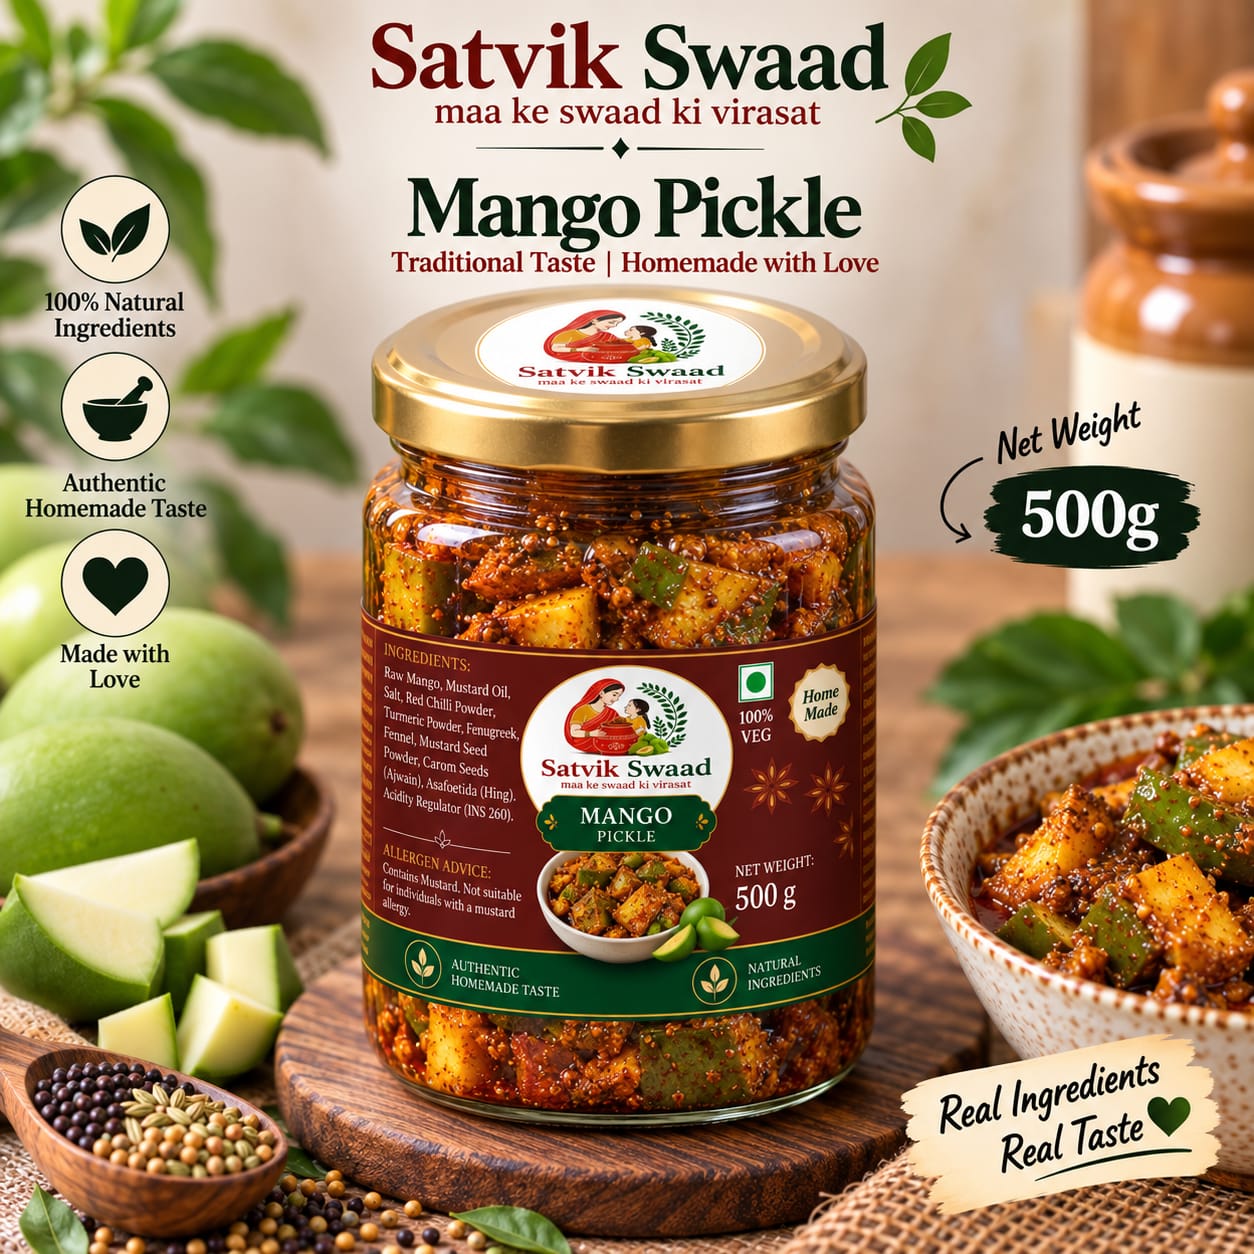 Satvik Swaad
maa ke swaad ki virasat
Mango Pickle
Traditional Taste | Homemade with Love
100% Natural
Ingredients
Authentic
Homemade Taste
Made with
Love
Satvik Swaad
maa ke swaad ki virasat
Net Weight
500g
INGREDIENTS:
Raw Mango, Mustard Oil,
Salt, Red Chilli Powder,
Turmeric Powder, Fenugreek,
Fennel, Mustard Seed
Powder, Carom Seeds
(Ajwain), Asafoetida (Hing).
Acidity Regulator (INS 260).
ALLERGEN ADVICE:
Contains Mustard. Not suitable
for individuals with a mustard
allergy.
Satvik Swaad
maa ke swaad ki virasat
MANGO
PICKLE
100%
VEG
Home
Made
NET WEIGHT:
500 g
AUTHENTIC
HOMEMADE TASTE
NATURAL
INGREDIENTS
Real Ingredients
Real Taste